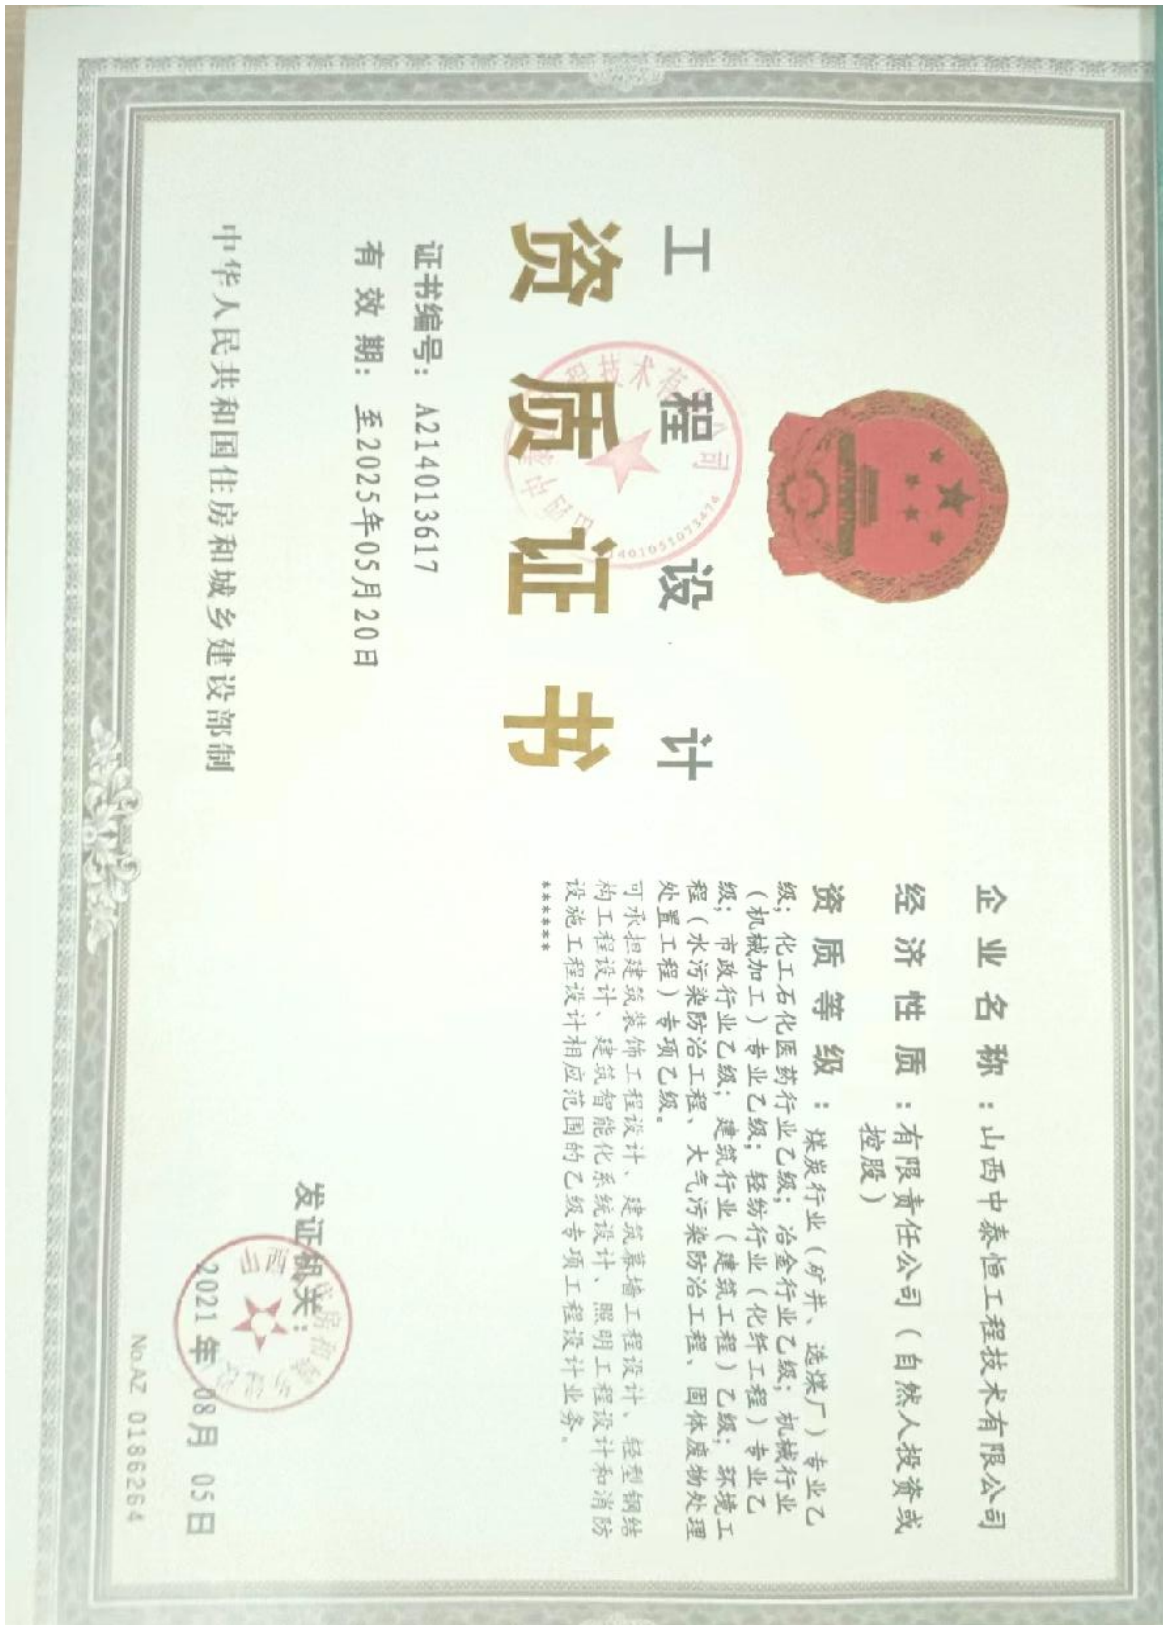 工程设计
资质证书
证书编号：A214013617
有效期：至2025年05月20日
中华人民共和国住房和城乡建设部制
企业名称：山西中泰恒工程技术有限公司
经济性质：有限责任公司（自然人投资或
控股）
资质等级：煤炭行业（矿井、选煤厂）专业乙
级；化工石化医药行业乙级；冶金行业乙级；机械行业
（机械加工）专业乙级；轻纺行业（化纤工程）专业乙
级；市政行业乙级；建筑行业（建筑工程）乙级；环境工
程（水污染防治工程、大气污染防治工程、固体废物处理
处置工程）专项乙级。
可承担建筑装饰工程设计、建筑幕墙工程设计、轻型钢结
构工程设计、建筑智能化系统设计、照明工程设计和消防
设施工程设计相应范围的乙级专项工程设计业务。
******
发证机关：
2021年08月05日
No.AZ 0186264
程技术有
司
1401051073474